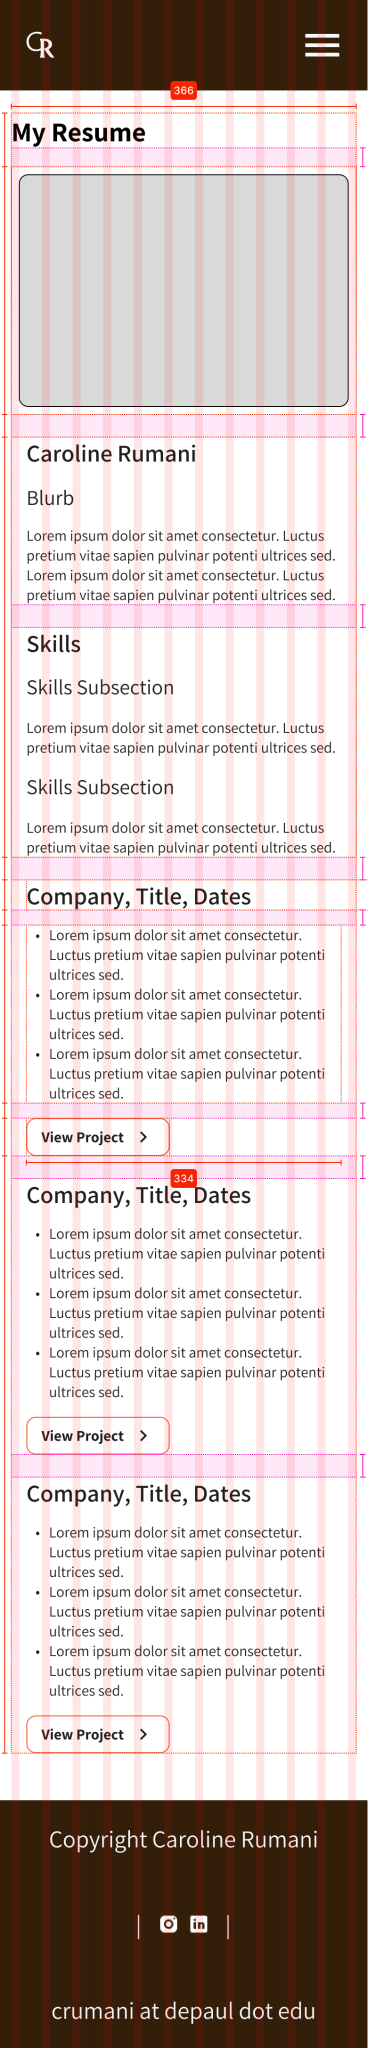 CR
366
My Resume
Caroline Rumani
Blurb
Lorem ipsum dolor sit amet consectetur. Luctus
pretium vitae sapien pulvinar potenti ultrices sed.
Lorem ipsum dolor sit amet consectetur. Luctus
pretium vitae sapien pulvinar potenti ultrices sed.
Skills
Skills Subsection
Lorem ipsum dolor sit amet consectetur. Luctus
pretium vitae sapien pulvinar potenti ultrices sed.
Skills Subsection
Lorem ipsum dolor sit amet consectetur. Luctus
pretium vitae sapien pulvinar potenti ultrices sed.
Company, Title, Dates
• Lorem ipsum dolor sit amet consectetur.
Luctus pretium vitae sapien pulvinar potenti
ultrices sed.
• Lorem ipsum dolor sit amet consectetur.
Luctus pretium vitae sapien pulvinar potenti
ultrices sed.
• Lorem ipsum dolor sit amet consectetur.
Luctus pretium vitae sapien pulvinar potenti
ultrices sed.
View Project
334
Company, Title, Dates
• Lorem ipsum dolor sit amet consectetur.
Luctus pretium vitae sapien pulvinar potenti
ultrices sed.
• Lorem ipsum dolor sit amet consectetur.
Luctus pretium vitae sapien pulvinar potenti
ultrices sed.
• Lorem ipsum dolor sit amet consectetur.
Luctus pretium vitae sapien pulvinar potenti
ultrices sed.
View Project
Company, Title, Dates
• Lorem ipsum dolor sit amet consectetur.
Luctus pretium vitae sapien pulvinar potenti
ultrices sed.
• Lorem ipsum dolor sit amet consectetur.
Luctus pretium vitae sapien pulvinar potenti
ultrices sed.
• Lorem ipsum dolor sit amet consectetur.
Luctus pretium vitae sapien pulvinar potenti
ultrices sed.
View Project
Copyright Caroline Rumani
in
crumani at depaul dot edu